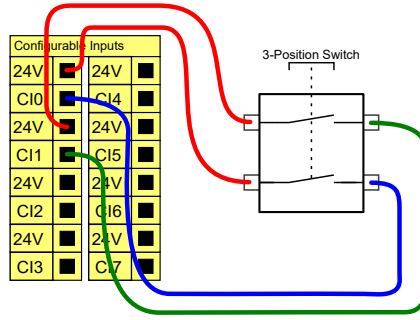 Configurable Inputs
24V 24V
CI0 CI4
24V 24V
CI1 CI5
24V 24V
CI2 CI6
24V 24V
CI3 CI7
3-Position Switch